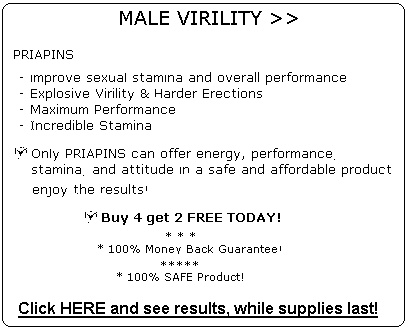 MALE VIRILITY >>
PRIAPINS
- improve sexual stamina and overall performance
- Explosive Virility & Harder Erections
- Maximum Performance
- Incredible Stamina
Only PRIAPINS can offer energy, performance,
stamina, and attitude in a safe and affordable product
enjoy the results!
Buy 4 get 2 FREE TODAY!
* * *
* 100% Money Back Guarantee!
*****
* 100% SAFE Product!
Click HERE and see results, while supplies last!